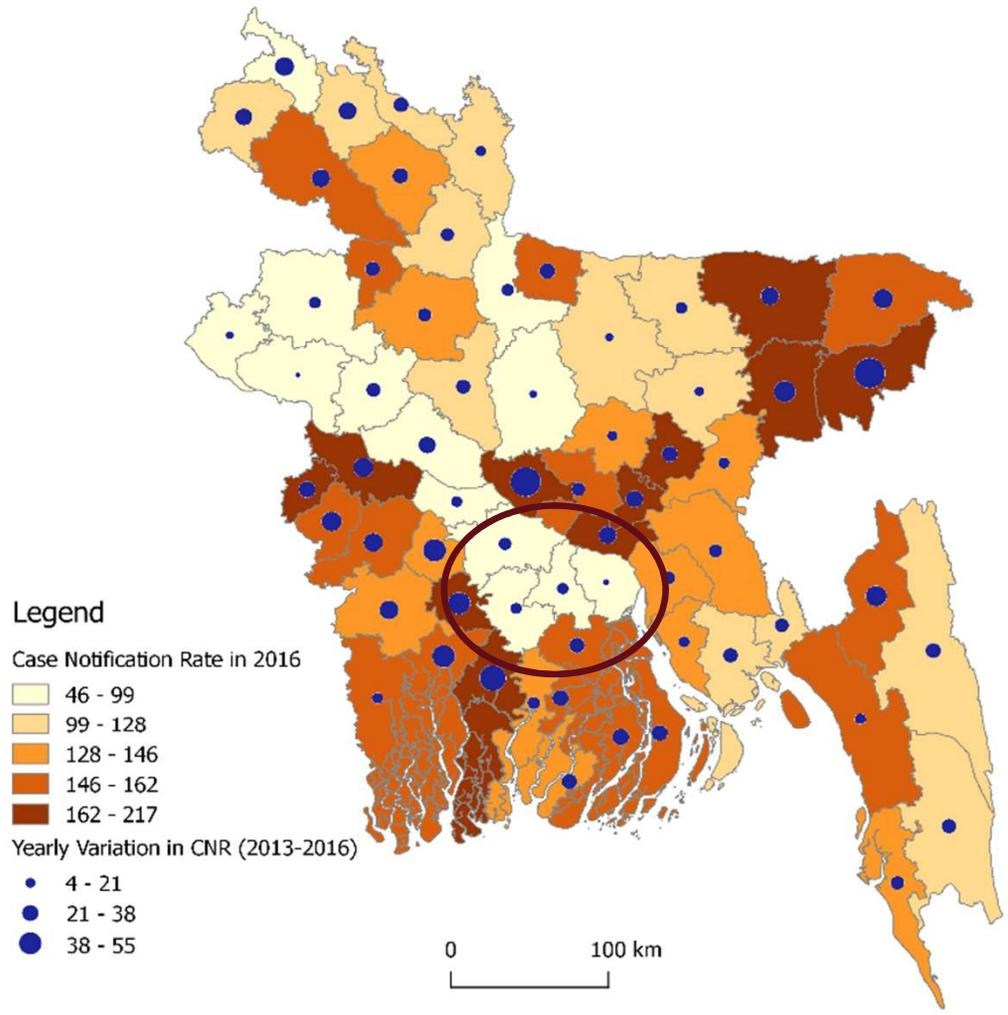 Legend
Case Notification Rate in 2016
46 - 99
99 - 128
128 - 146
146 - 162
162 - 217
Yearly Variation in CNR (2013-2016)
4 - 21
21 - 38
38 - 55
0 100 km